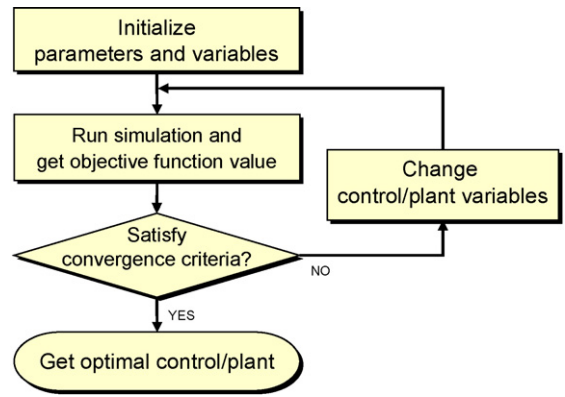 Initialize
parameters and variables
Run simulation and
get objective function value
Change
control/plant variables
Satisfy
convergence criteria?
NO
YES
Get optimal control/plant